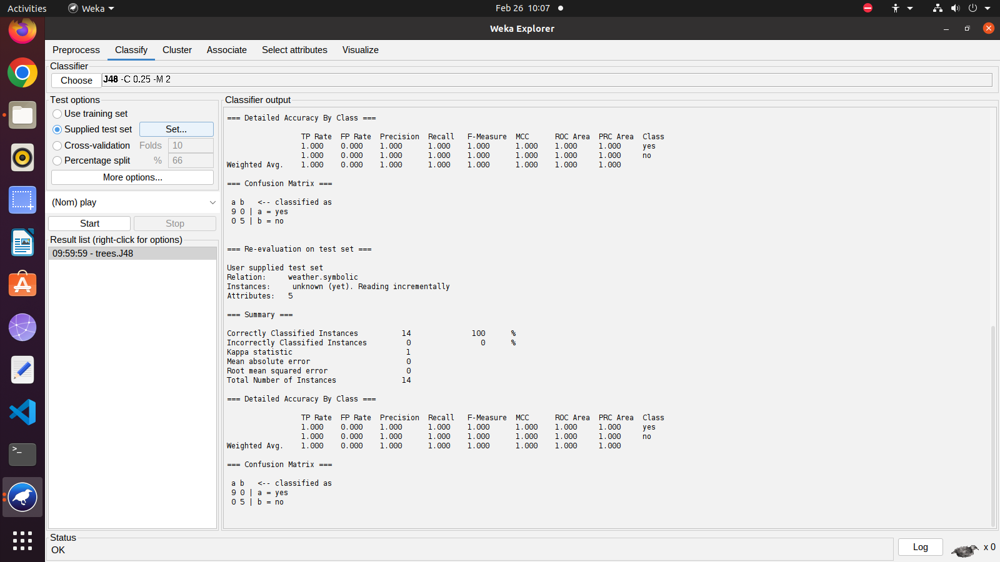 Activities
Weka
Feb 26 10:07
Weka Explorer
Preprocess Classify Cluster Associate Select attributes Visualize
Classifier
Choose J48 -C 0.25 -M 2
Test options
Use training set
Supplied test set Set...
Cross-validation Folds 10
Percentage split % 66
More options...
(Nom) play
Start Stop
Result list (right-click for options)
09:59:59 - trees.J48
Classifier output
=== Detailed Accuracy By Class ===
TP Rate FP Rate Precision Recall F-Measure MCC ROC Area PRC Area Class
1.000 0.000 1.000 1.000 1.000 1.000 1.000 1.000 yes
1.000 0.000 1.000 1.000 1.000 1.000 1.000 1.000 no
Weighted Avg. 1.000 0.000 1.000 1.000 1.000 1.000 1.000 1.000
=== Confusion Matrix ===
a b <-- classified as
9 0 | a = yes
0 5 | b = no
=== Re-evaluation on test set ===
User supplied test set
Relation: weather.symbolic
Instances: unknown (yet). Reading incrementally
Attributes: 5
=== Summary ===
Correctly Classified Instances 14 100 %
Incorrectly Classified Instances 0 0 %
Kappa statistic 1
Mean absolute error 0
Root mean squared error 0
Total Number of Instances 14
=== Detailed Accuracy By Class ===
TP Rate FP Rate Precision Recall F-Measure MCC ROC Area PRC Area Class
1.000 0.000 1.000 1.000 1.000 1.000 1.000 1.000 yes
1.000 0.000 1.000 1.000 1.000 1.000 1.000 1.000 no
Weighted Avg. 1.000 0.000 1.000 1.000 1.000 1.000 1.000 1.000
=== Confusion Matrix ===
a b <-- classified as
9 0 | a = yes
0 5 | b = no
Status
OK
Log
x 0